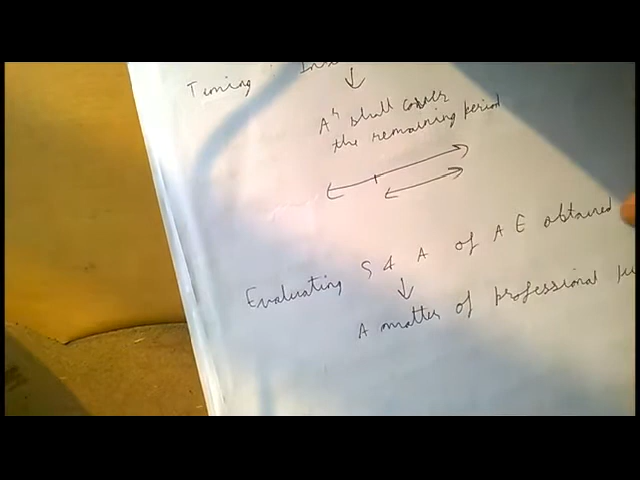 Timing :
A^r shall cover
the remaining period
Evaluating S & A of A E obtained
A matter of professional